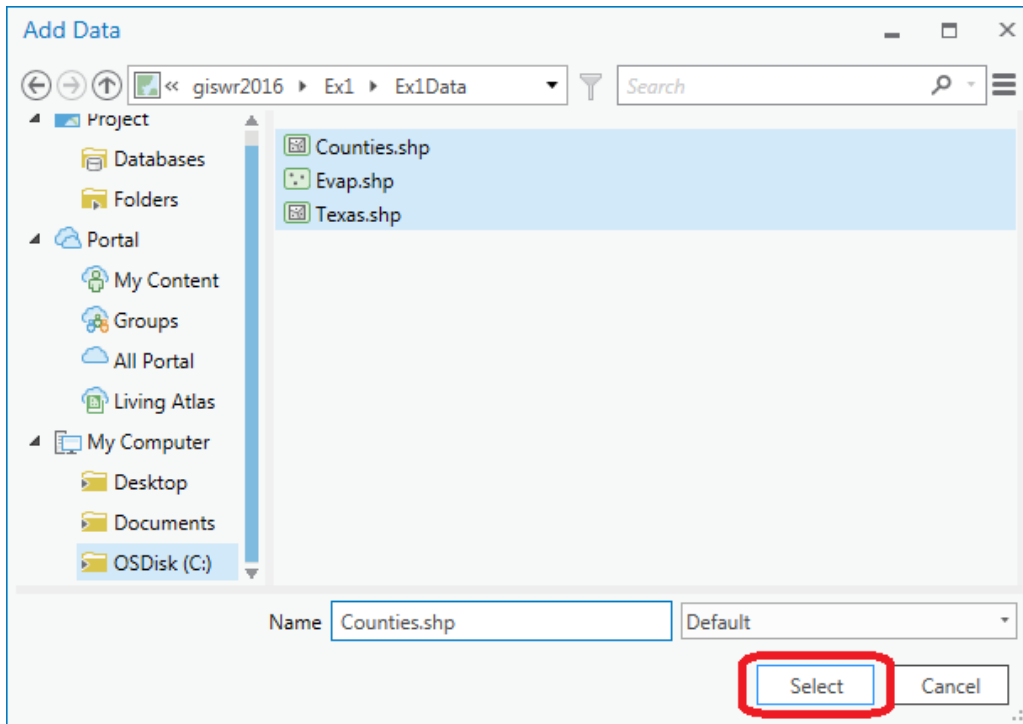 Add Data
« giswr2016 Ex1 Ex1Data
Search
Project
Databases
Folders
Portal
My Content
Groups
All Portal
Living Atlas
My Computer
Desktop
Documents
OSDisk (C:)
Counties.shp
Evap.shp
Texas.shp
Name Counties.shp Default
Select Cancel